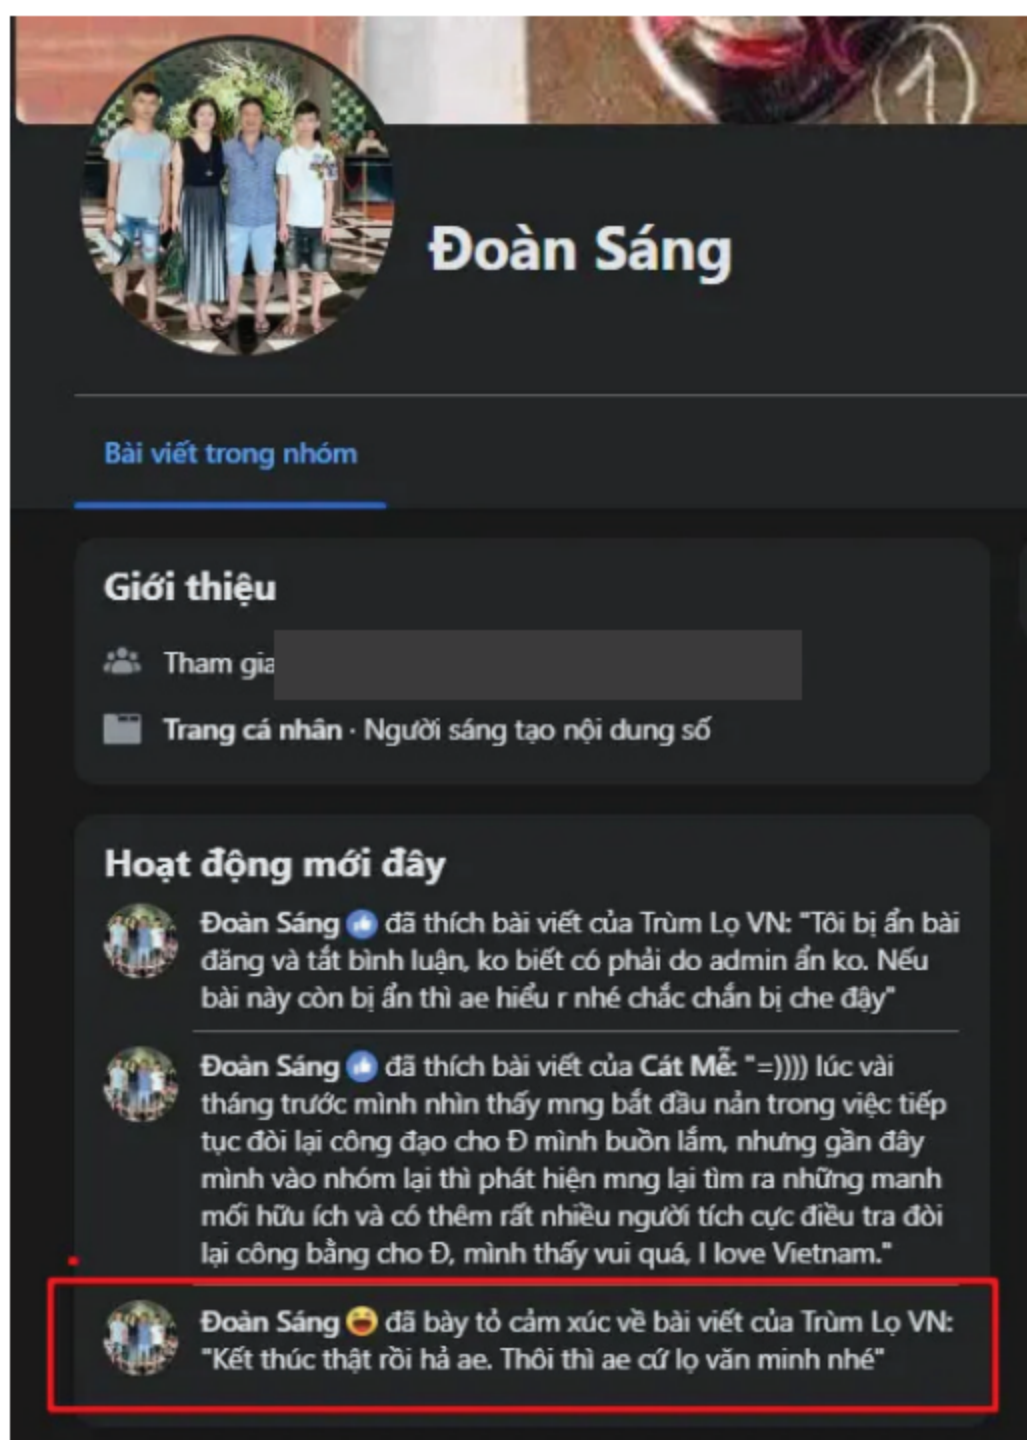 1
Đoàn Sáng
Bài viết trong nhóm
Giới thiệu
Tham gia
Trang cá nhân · Người sáng tạo nội dung số
Hoạt động mới đây
Đoàn Sáng đã thích bài viết của Trùm Lọ VN: "Tôi bị ẩn bài
đăng và tắt bình luận, ko biết có phải do admin ẩn ko. Nếu
bài này còn bị ẩn thì ae hiểu r nhé chắc chắn bị che đậy"
Đoàn Sáng đã thích bài viết của Cát Mễ: "=)))) lúc vài
tháng trước mình nhìn thấy mng bắt đầu nản trong việc tiếp
tục đòi lại công đạo cho Đ mình buồn lắm, nhưng gần đây
mình vào nhóm lại thì phát hiện mng lại tìm ra những manh
mối hữu ích và có thêm rất nhiều người tích cực điều tra đòi
lại công bằng cho Đ, mình thấy vui quá, I love Vietnam."
Đoàn Sáng 😆 đã bày tỏ cảm xúc về bài viết của Trùm Lọ VN:
"Kết thúc thật rồi hả ae. Thôi thì ae cứ lọ văn minh nhé"